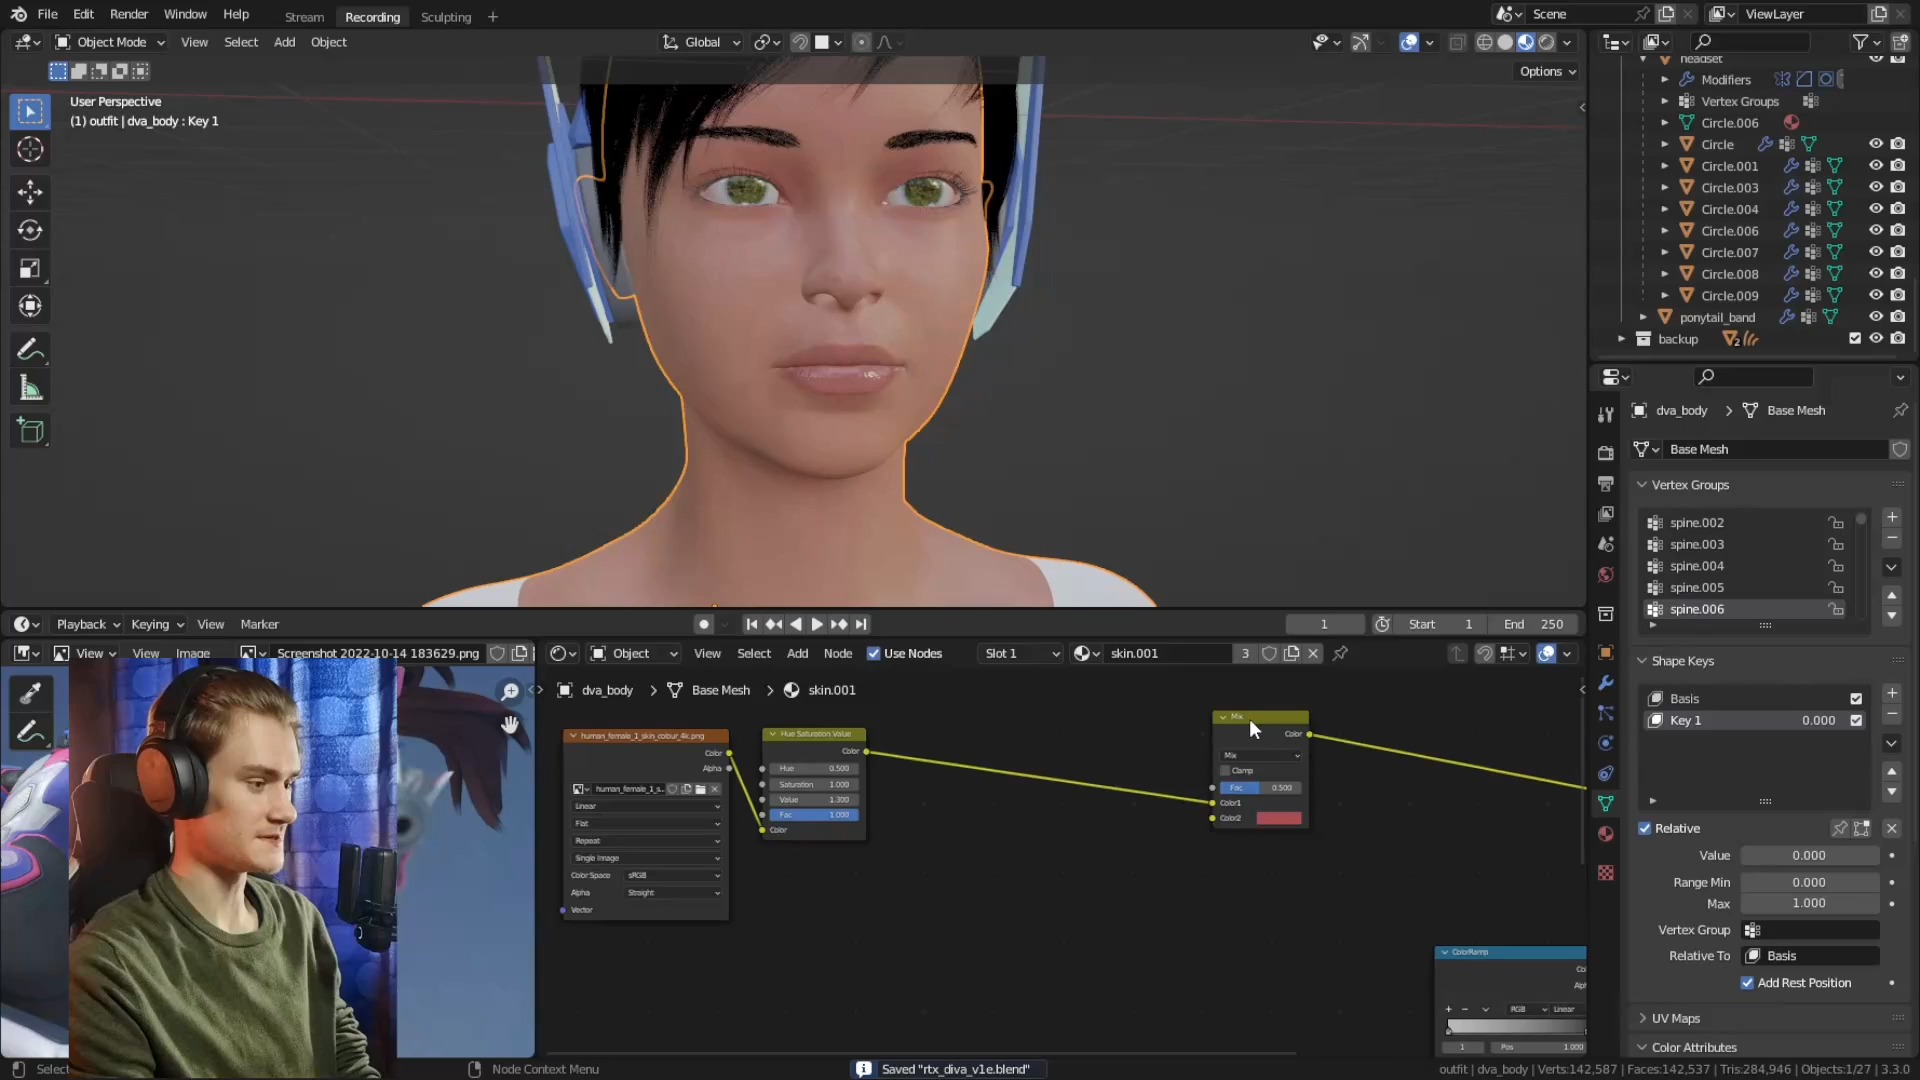 File Edit Render Window Help Stream Recording Sculpting + Scene ViewLayer
Object Mode View Select Add Object Global
Options
User Perspective
(1) outfit | dva_body : Key 1
headset
Modifiers
Vertex Groups
Circle.006
Circle
Circle.001
Circle.003
Circle.004
Circle.006
Circle.007
Circle.008
Circle.009
ponytail_band
backup
dva_body > Base Mesh
Base Mesh
Vertex Groups
spine.002
spine.003
spine.004
spine.005
spine.006
Shape Keys
Basis
Key 1 0.000
Relative
Value 0.000
Range Min 0.000
Max 1.000
Vertex Group
Relative To Basis
Add Rest Position
UV Maps
Color Attributes
Playback Keying View Marker 1 Start 1 End 250
View View Image Screenshot 2022-10-14 183629.png
Object View Select Add Node Use Nodes Slot 1 skin.001 3
dva_body > Base Mesh > skin.001
human_female_1_skin_colour_4k.png
Color
Alpha
human_female_1_s..
Linear
Flat
Repeat
Single Image
Color Space sRGB
Alpha Straight
Vector
Hue Saturation Value
Color
Hue 0.500
Saturation 1.000
Value 1.300
Fac 1.000
Color
Mix
Color
Mix
Clamp
Fac 0.500
Color1
Color2
ColorRamp
RGB Linear
1 Pos 1.000
Select
Node Context Menu
Saved "rtx_diva_v1e.blend"
outfit | dva_body | Verts:142,587 | Faces:142,537 | Tris:284,946 | Objects:1/27 | 3.3.0